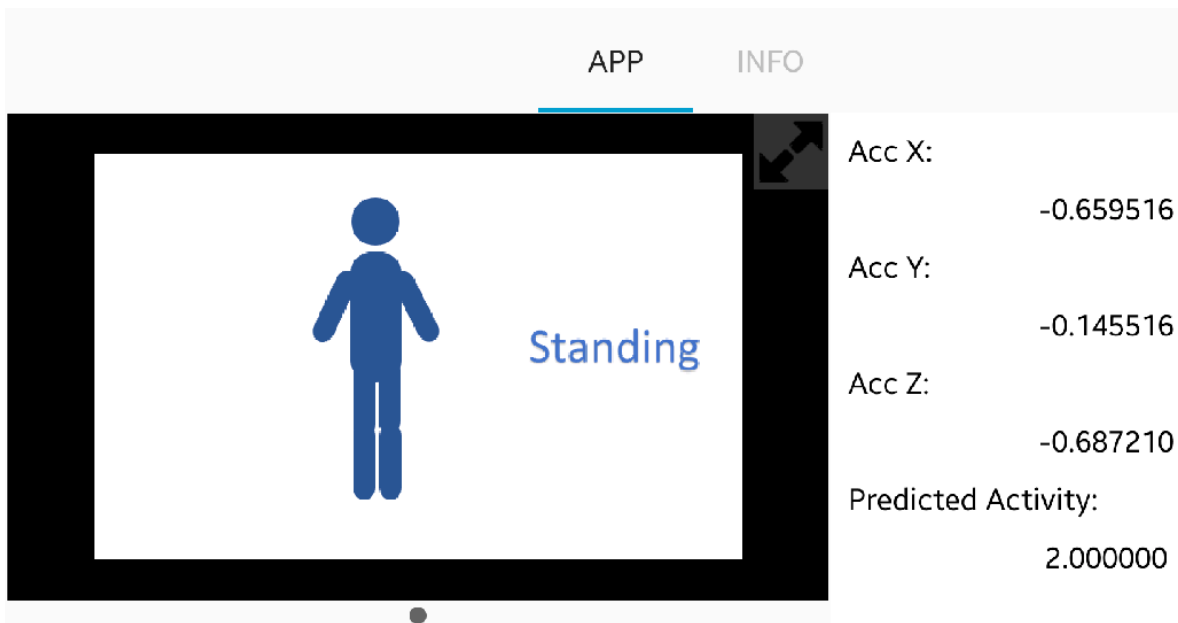 APP INFO
Standing
Acc X:
-0.659516
Acc Y:
-0.145516
Acc Z:
-0.687210
Predicted Activity:
2.000000